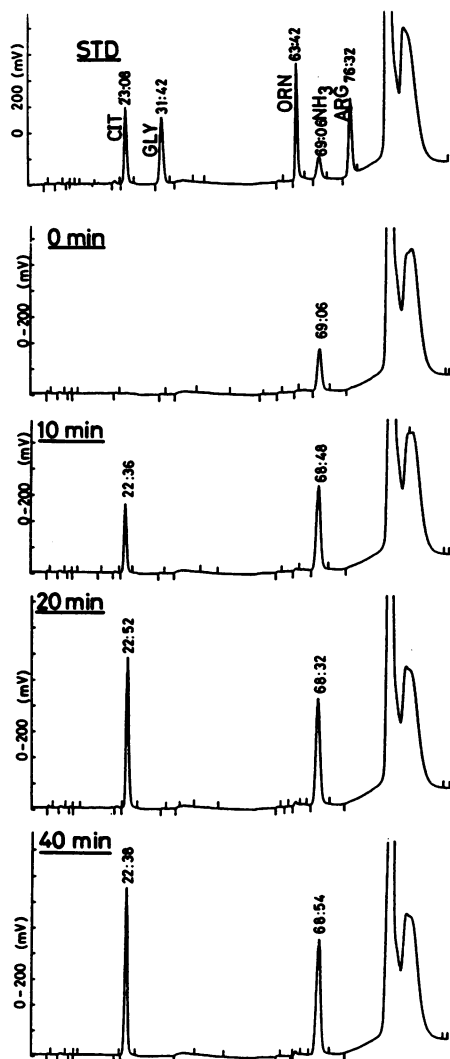 STD
0 200 (mV)
CIT
23:08
GLY
31:42
ORN
63:42
NH3
69:06
ARG
76:32
0 min
0-200 (mV)
69:06
10 min
0-200 (mV)
22:36
68:48
20 min
0-200 (mV)
22:52
68:32
40 min
0-200 (mV)
22:38
68:54